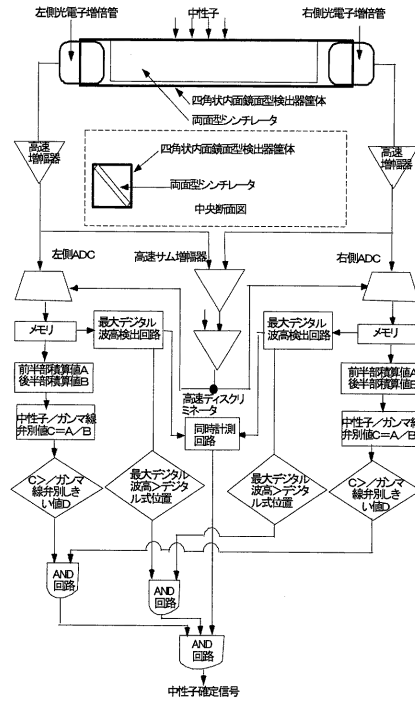 左側光電子増倍管
中性子
右側光電子増倍管
四角状内面鏡面型検出器筐体
両面型シンチレータ
高速
増幅器
高速
増幅器
四角状内面鏡面型検出器筐体
両面型シンチレータ
中央断面図
左側ADC
高速サム増幅器
右側ADC
メモリ
最大デジタル
波高検出回路
最大デジタル
波高検出回路
メモリ
前半部積算値A
後半部積算値B
高速ディスクリ
ミネータ
前半部積算値A
後半部積算値B
中性子/ガンマ線
弁別値C=A/B
同時計測
回路
中性子/ガンマ線
弁別値C=A/B
C>/ガンマ
線弁別しき
い値D
最大デジタル
波高>デジタ
ル式位置
最大デジタル
波高>デジタ
ル式位置
C>/ガンマ
線弁別しき
い値D
AND
回路
AND
回路
AND
回路
中性子確定信号